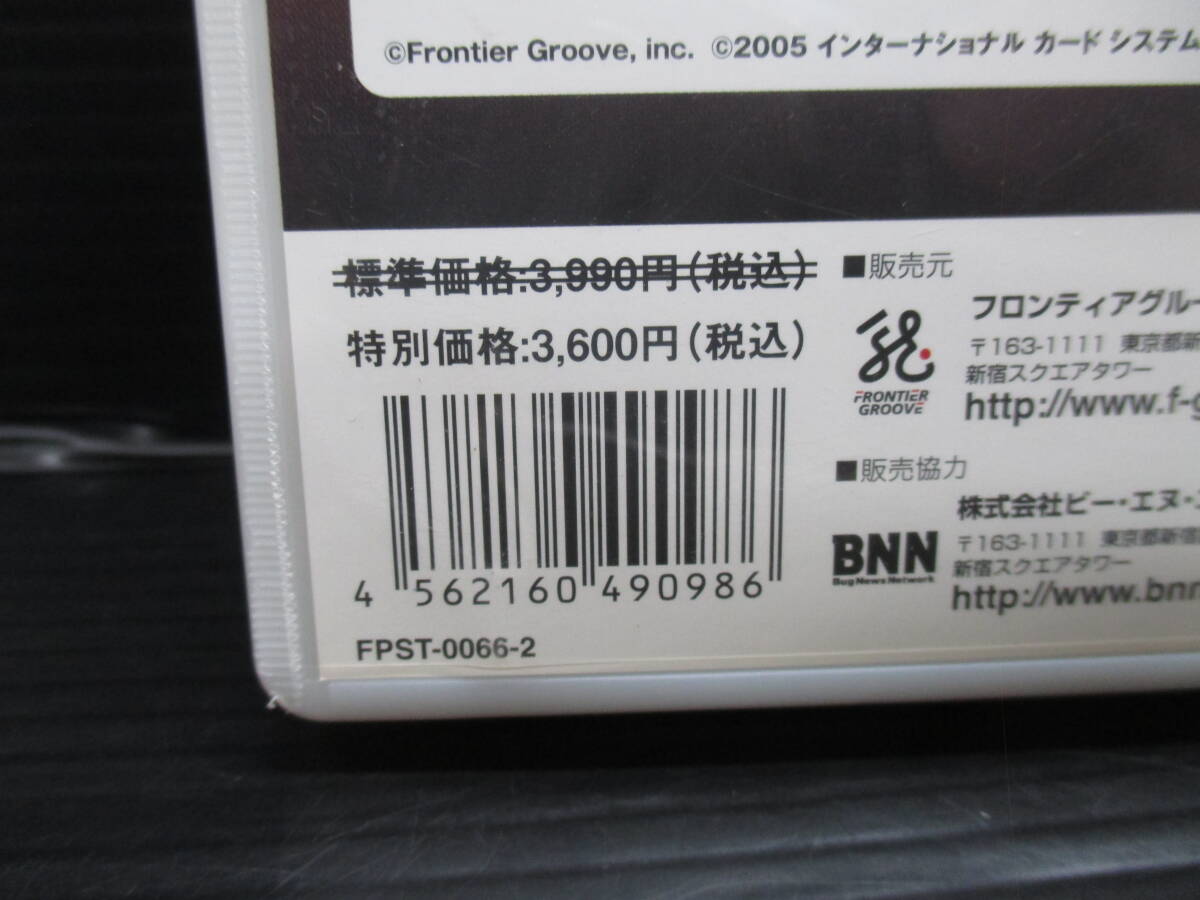 ©Frontier Groove, inc. ©2005 インターナショナル カード システム
標準価格:3,990円(税込)
特別価格:3,600円(税込)
4 562160 490986
FPST-0066-2
■販売元
FRONTIER
GROOVE
フロンティアグルー
〒163-1111 東京都新
新宿スクエアタワー
http://www.f-g
■販売協力
BNN
Bug News Network
株式会社ビー・エヌ・
〒163-1111 東京都新宿
新宿スクエアタワー
http://www.bnn